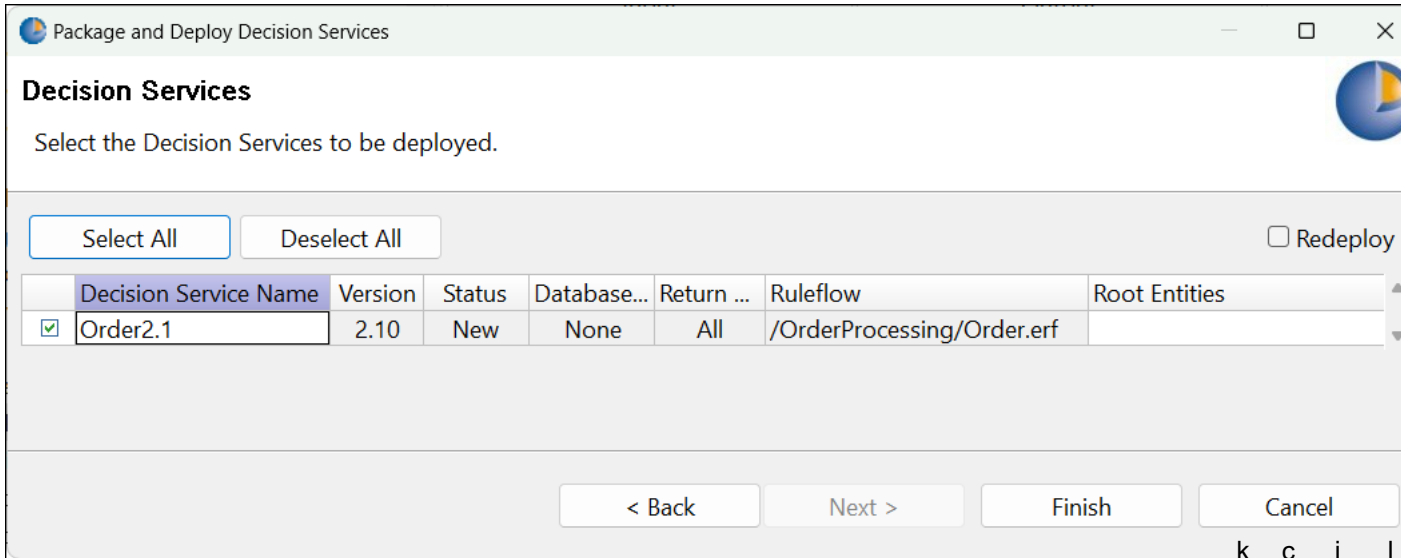 Package and Deploy Decision Services
Decision Services
Select the Decision Services to be deployed.
Select All Deselect All Redeploy
Decision Service Name Version Status Database... Return ... Ruleflow Root Entities
Order2.1 2.10 New None All /OrderProcessing/Order.erf
< Back Next > Finish Cancel
k c i l